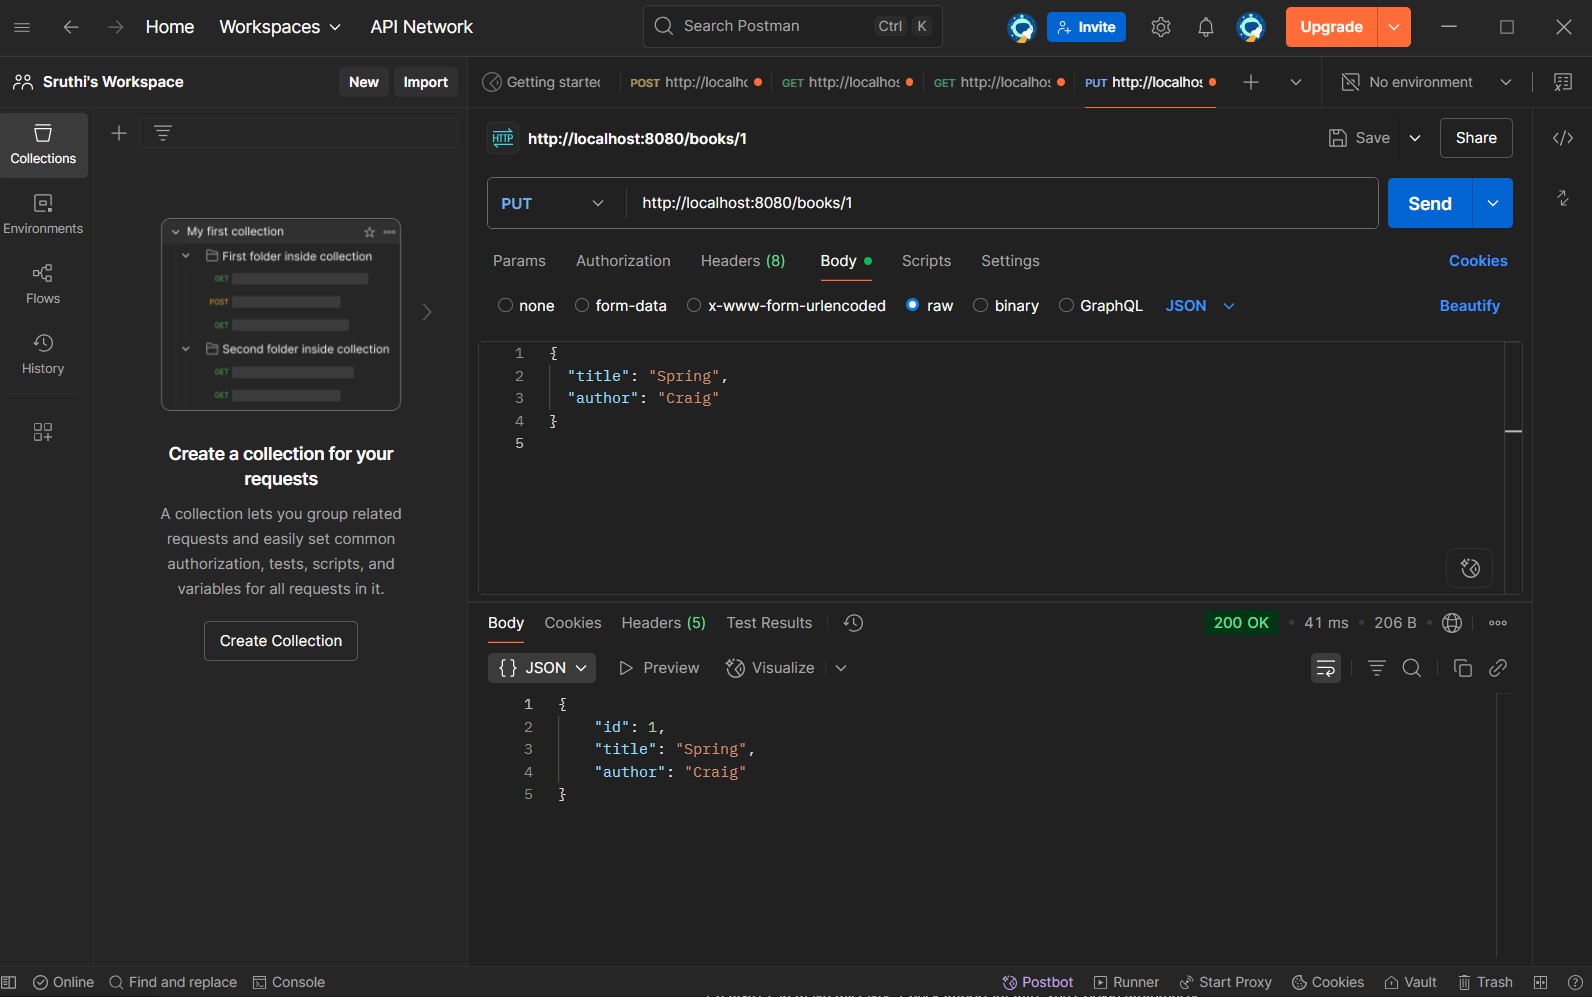 Home Workspaces API Network Search Postman Ctrl K Invite Upgrade
Sruthi's Workspace New Import Getting started POST http://localho GET http://localhos GET http://localhos PUT http://localhos No environment
Collections
Environments
Flows
History
My first collection
First folder inside collection
GET
POST
GET
Second folder inside collection
GET
GET
Create a collection for your
requests
A collection lets you group related
requests and easily set common
authorization, tests, scripts, and
variables for all requests in it.
Create Collection
HTTP http://localhost:8080/books/1 Save Share
PUT http://localhost:8080/books/1 Send
Params Authorization Headers (8) Body Scripts Settings Cookies
none form-data x-www-form-urlencoded raw binary GraphQL JSON Beautify
1 {
2 "title": "Spring",
3 "author": "Craig"
4 }
5
Body Cookies Headers (5) Test Results 200 OK 41 ms 206 B
{} JSON Preview Visualize
1 {
2 "id": 1,
3 "title": "Spring",
4 "author": "Craig"
5 }
Online Find and replace Console Postbot Runner Start Proxy Cookies Vault Trash